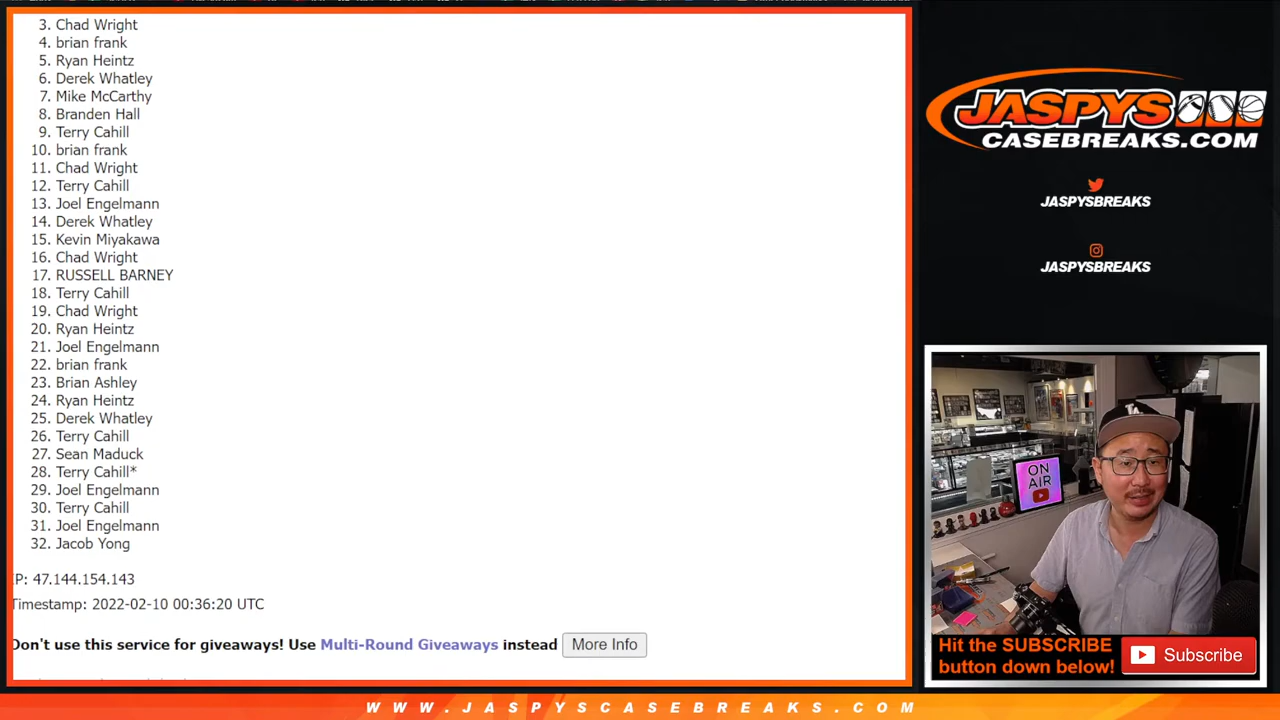 3. Chad Wright
4. brian frank
5. Ryan Heintz
6. Derek Whatley
7. Mike McCarthy
8. Branden Hall
9. Terry Cahill
10. brian frank
11. Chad Wright
12. Terry Cahill
13. Joel Engelmann
14. Derek Whatley
15. Kevin Miyakawa
16. Chad Wright
17. RUSSELL BARNEY
18. Terry Cahill
19. Chad Wright
20. Ryan Heintz
21. Joel Engelmann
22. brian frank
23. Brian Ashley
24. Ryan Heintz
25. Derek Whatley
26. Terry Cahill
27. Sean Maduck
28. Terry Cahill*
29. Joel Engelmann
30. Terry Cahill
31. Joel Engelmann
32. Jacob Yong
IP: 47.144.154.143
Timestamp: 2022-02-10 00:36:20 UTC
Don't use this service for giveaways! Use Multi-Round Giveaways instead More Info
JASPYS
CASEBREAKS.COM
JASPYSBREAKS
JASPYSBREAKS
ON
AIR
Hit the SUBSCRIBE
button down below!
Subscribe
WWW.JASPYSCASEBREAKS.COM